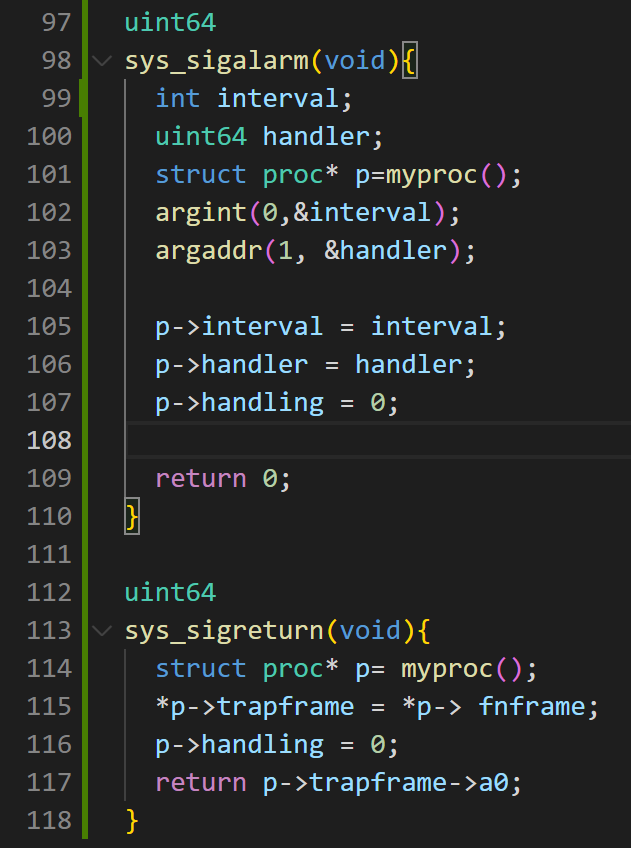 97 uint64
98 sys_sigalarm(void){
99   int interval;
100   uint64 handler;
101   struct proc* p=myproc();
102   argint(0,&interval);
103   argaddr(1, &handler);
104
105   p->interval = interval;
106   p->handler = handler;
107   p->handling = 0;
108
109   return 0;
110 }
111
112 uint64
113 sys_sigreturn(void){
114   struct proc* p= myproc();
115   *p->trapframe = *p-> fnframe;
116   p->handling = 0;
117   return p->trapframe->a0;
118 }